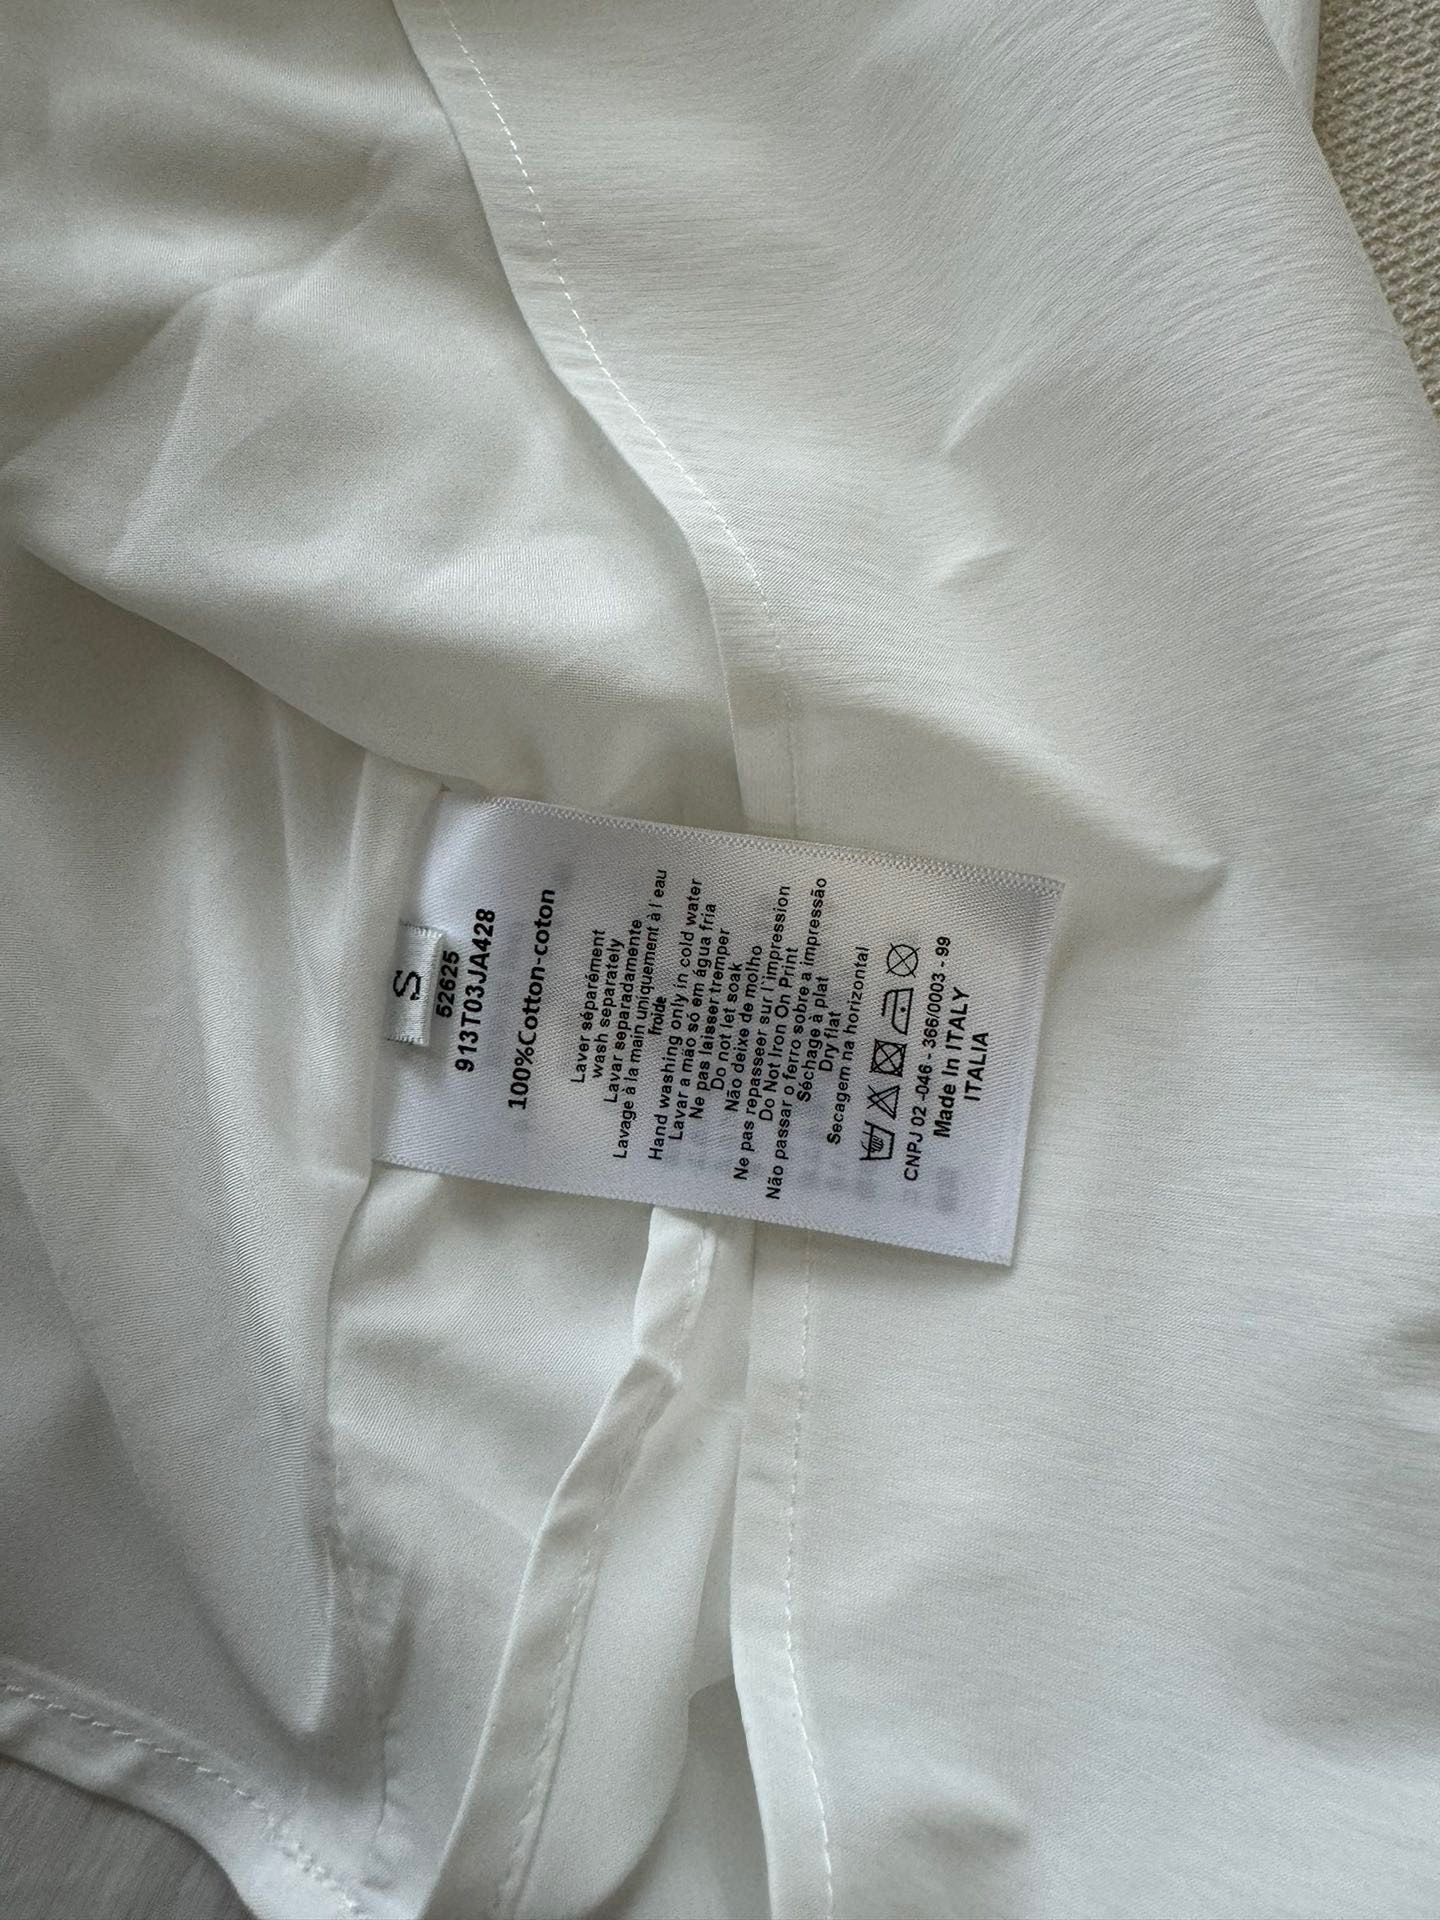 S
52625
913T03JA428
100%Cotton-coton
Laver séparément
wash separately
Lavar separadamente
Lavage à la main uniquement à l'eau
froide
Hand washing only in cold water
Lavar a mão só em água fria
Ne pas laisser tremper
Do not let soak
Não deixe de molho
Ne pas repasseer sur l'impression
Do Not Iron On Print
Não passar o ferro sobre a impressão
Séchage à plat
Dry flat
Secagem na horizontal
CNPJ 02 -046 - 366/0003 - 99
Made In ITALY
ITALIA